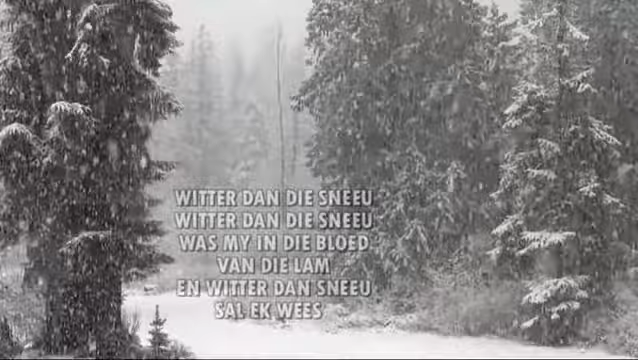 WITTER DAN DIE SNEEU
WITTER DAN DIE SNEEU
WAS MY IN DIE BLOED
VAN DIE LAM
EN WITTER DAN SNEEU
SAL EK WEES